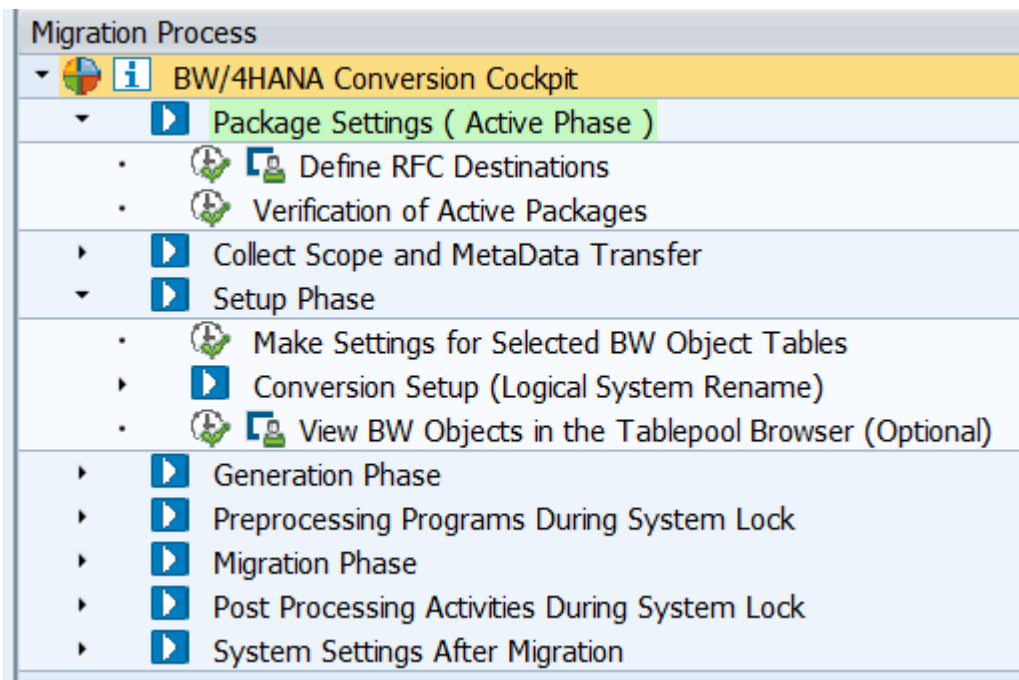 Migration Process
BW/4HANA Conversion Cockpit
Package Settings ( Active Phase )
Define RFC Destinations
Verification of Active Packages
Collect Scope and MetaData Transfer
Setup Phase
Make Settings for Selected BW Object Tables
Conversion Setup (Logical System Rename)
View BW Objects in the Tablepool Browser (Optional)
Generation Phase
Preprocessing Programs During System Lock
Migration Phase
Post Processing Activities During System Lock
System Settings After Migration